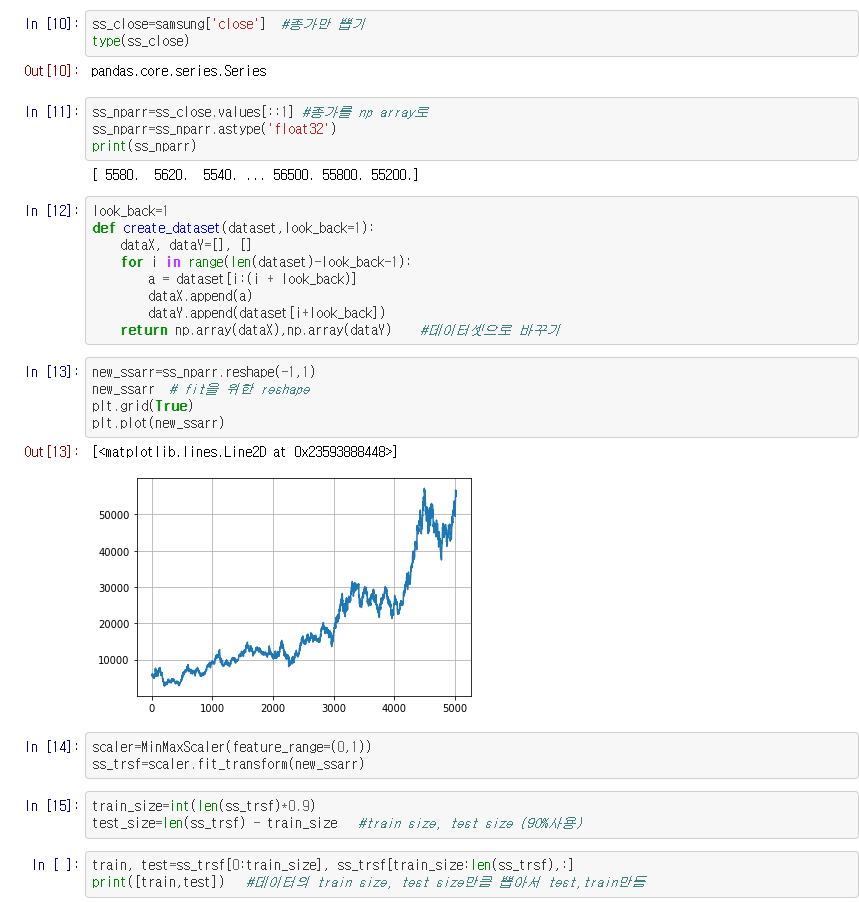 In [10]: ss_close=samsung['close']  #종가만 뽑기
type(ss_close)
Out[10]: pandas.core.series.Series
In [11]: ss_nparr=ss_close.values[::1] #종가를 np array로
ss_nparr=ss_nparr.astype('float32')
print(ss_nparr)
[ 5580.  5620.  5540. ... 56500. 55800. 55200.]
In [12]: look_back=1
def create_dataset(dataset,look_back=1):
    dataX, dataY=[], []
    for i in range(len(dataset)-look_back-1):
        a = dataset[i:(i + look_back)]
        dataX.append(a)
        dataY.append(dataset[i+look_back])
    return np.array(dataX),np.array(dataY)    #데이터셋으로 바꾸기
In [13]: new_ssarr=ss_nparr.reshape(-1,1)
new_ssarr  # fit을 위한 reshape
plt.grid(True)
plt.plot(new_ssarr)
Out[13]: [<matplotlib.lines.Line2D at 0x23593888448>]
50000
40000
30000
20000
10000
0 1000 2000 3000 4000 5000
In [14]: scaler=MinMaxScaler(feature_range=(0,1))
ss_trsf=scaler.fit_transform(new_ssarr)
In [15]: train_size=int(len(ss_trsf)*0.9)
test_size=len(ss_trsf) - train_size   #train size, test size (90%사용)
In [ ]: train, test=ss_trsf[0:train_size], ss_trsf[train_size:len(ss_trsf),:]
print([train,test])   #데이터의 train size, test size만큼 뽑아서 test,train만듦